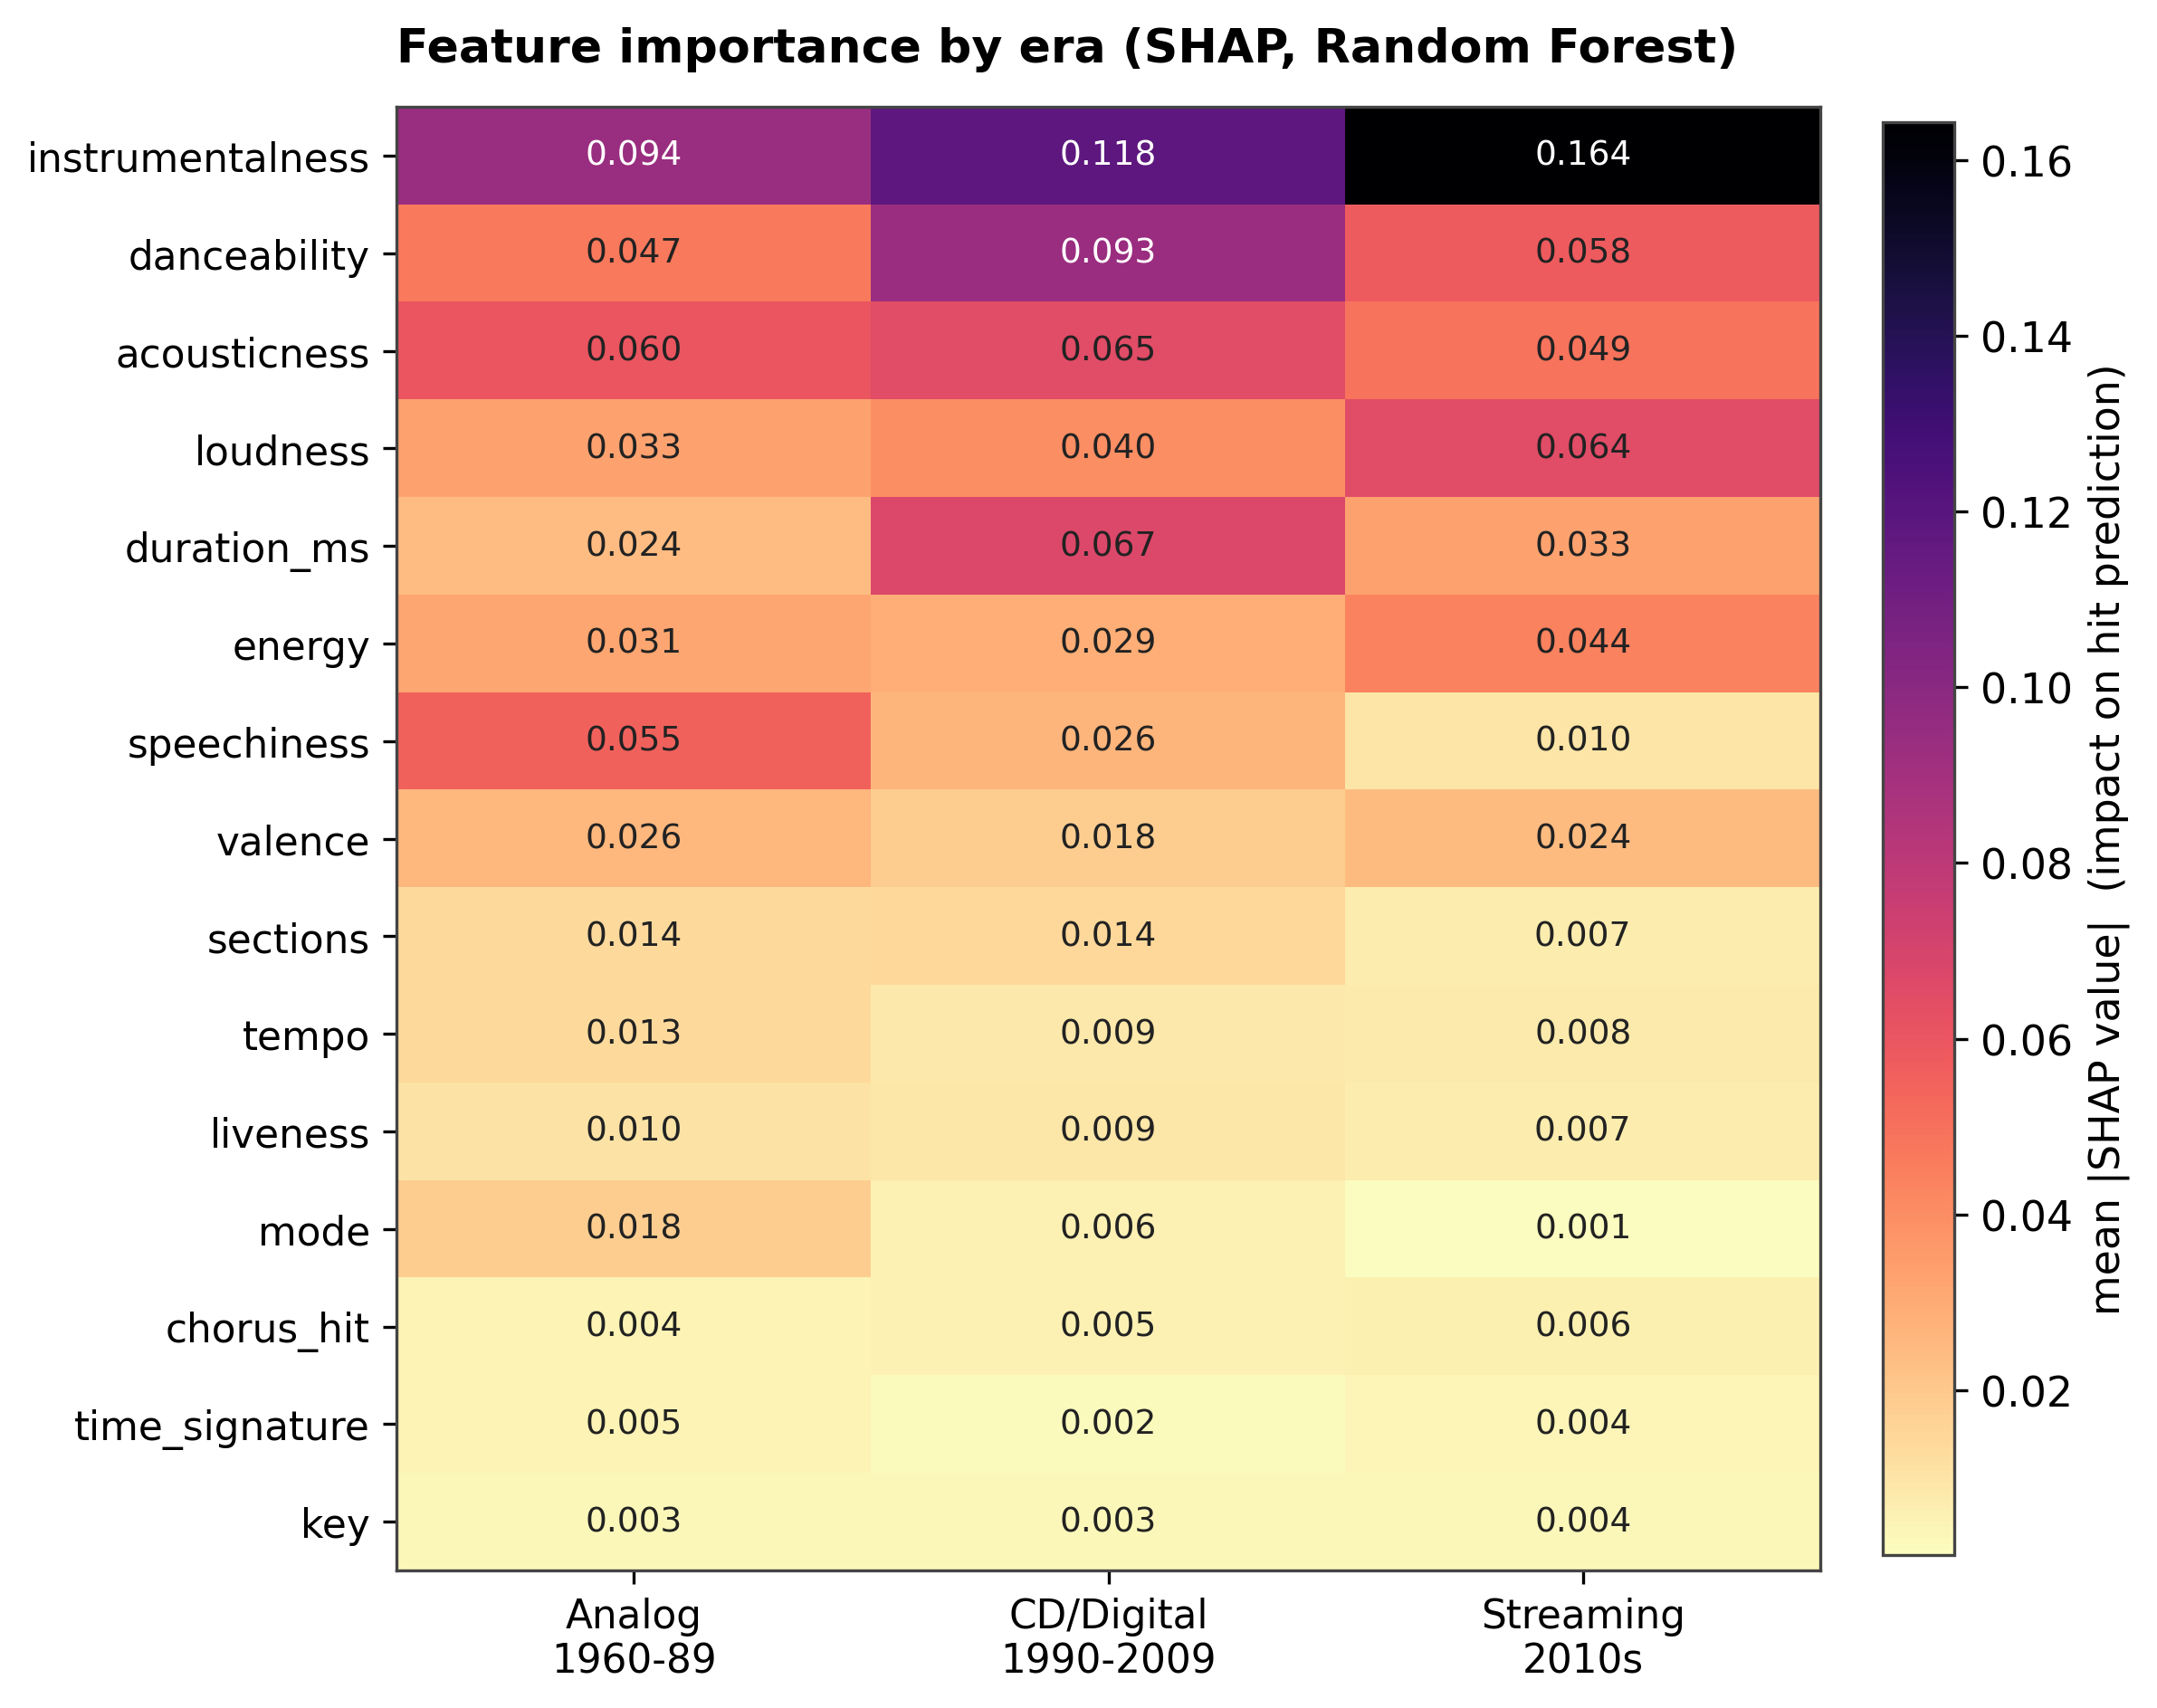 Feature importance by era (SHAP, Random Forest)
instrumentalness 0.094 0.118 0.164
danceability 0.047 0.093 0.058
acousticness 0.060 0.065 0.049
loudness 0.033 0.040 0.064
duration_ms 0.024 0.067 0.033
energy 0.031 0.029 0.044
speechiness 0.055 0.026 0.010
valence 0.026 0.018 0.024
sections 0.014 0.014 0.007
tempo 0.013 0.009 0.008
liveness 0.010 0.009 0.007
mode 0.018 0.006 0.001
chorus_hit 0.004 0.005 0.006
time_signature 0.005 0.002 0.004
key 0.003 0.003 0.004
Analog CD/Digital Streaming
1960-89 1990-2009 2010s
0.16
0.14
0.12
0.10
0.08
0.06
0.04
0.02
mean |SHAP value| (impact on hit prediction)